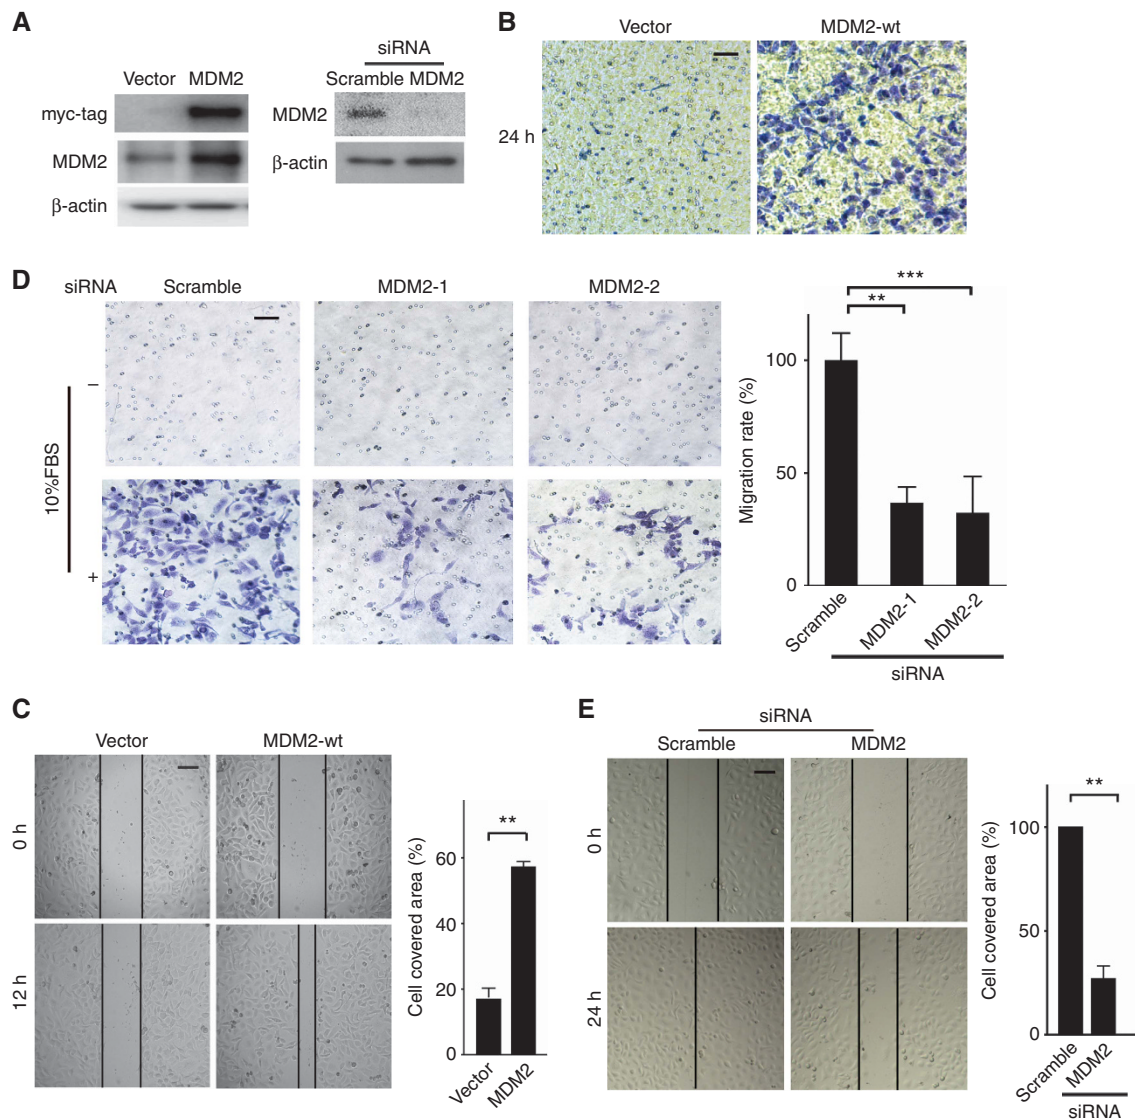 A
siRNA
Vector MDM2
Scramble MDM2
myc-tag
MDM2
β-actin
MDM2
β-actin
B
Vector
MDM2-wt
24 h
D
siRNA
Scramble
MDM2-1
MDM2-2
10%FBS
–
+
***
**
Migration rate (%)
100
50
0
Scramble
MDM2-1
MDM2-2
siRNA
C
Vector
MDM2-wt
0 h
12 h
**
Cell covered area (%)
60
40
20
0
Vector
MDM2
E
siRNA
Scramble
MDM2
0 h
24 h
**
Cell covered area (%)
100
50
0
Scramble
MDM2
siRNA